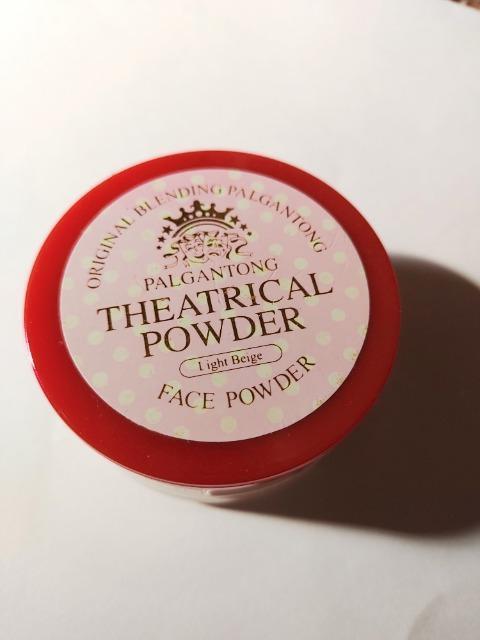 ORIGINAL BLENDING PALGANTONG
PALGANTONG
THEATRICAL
POWDER
Light Beige
FACE POWDER